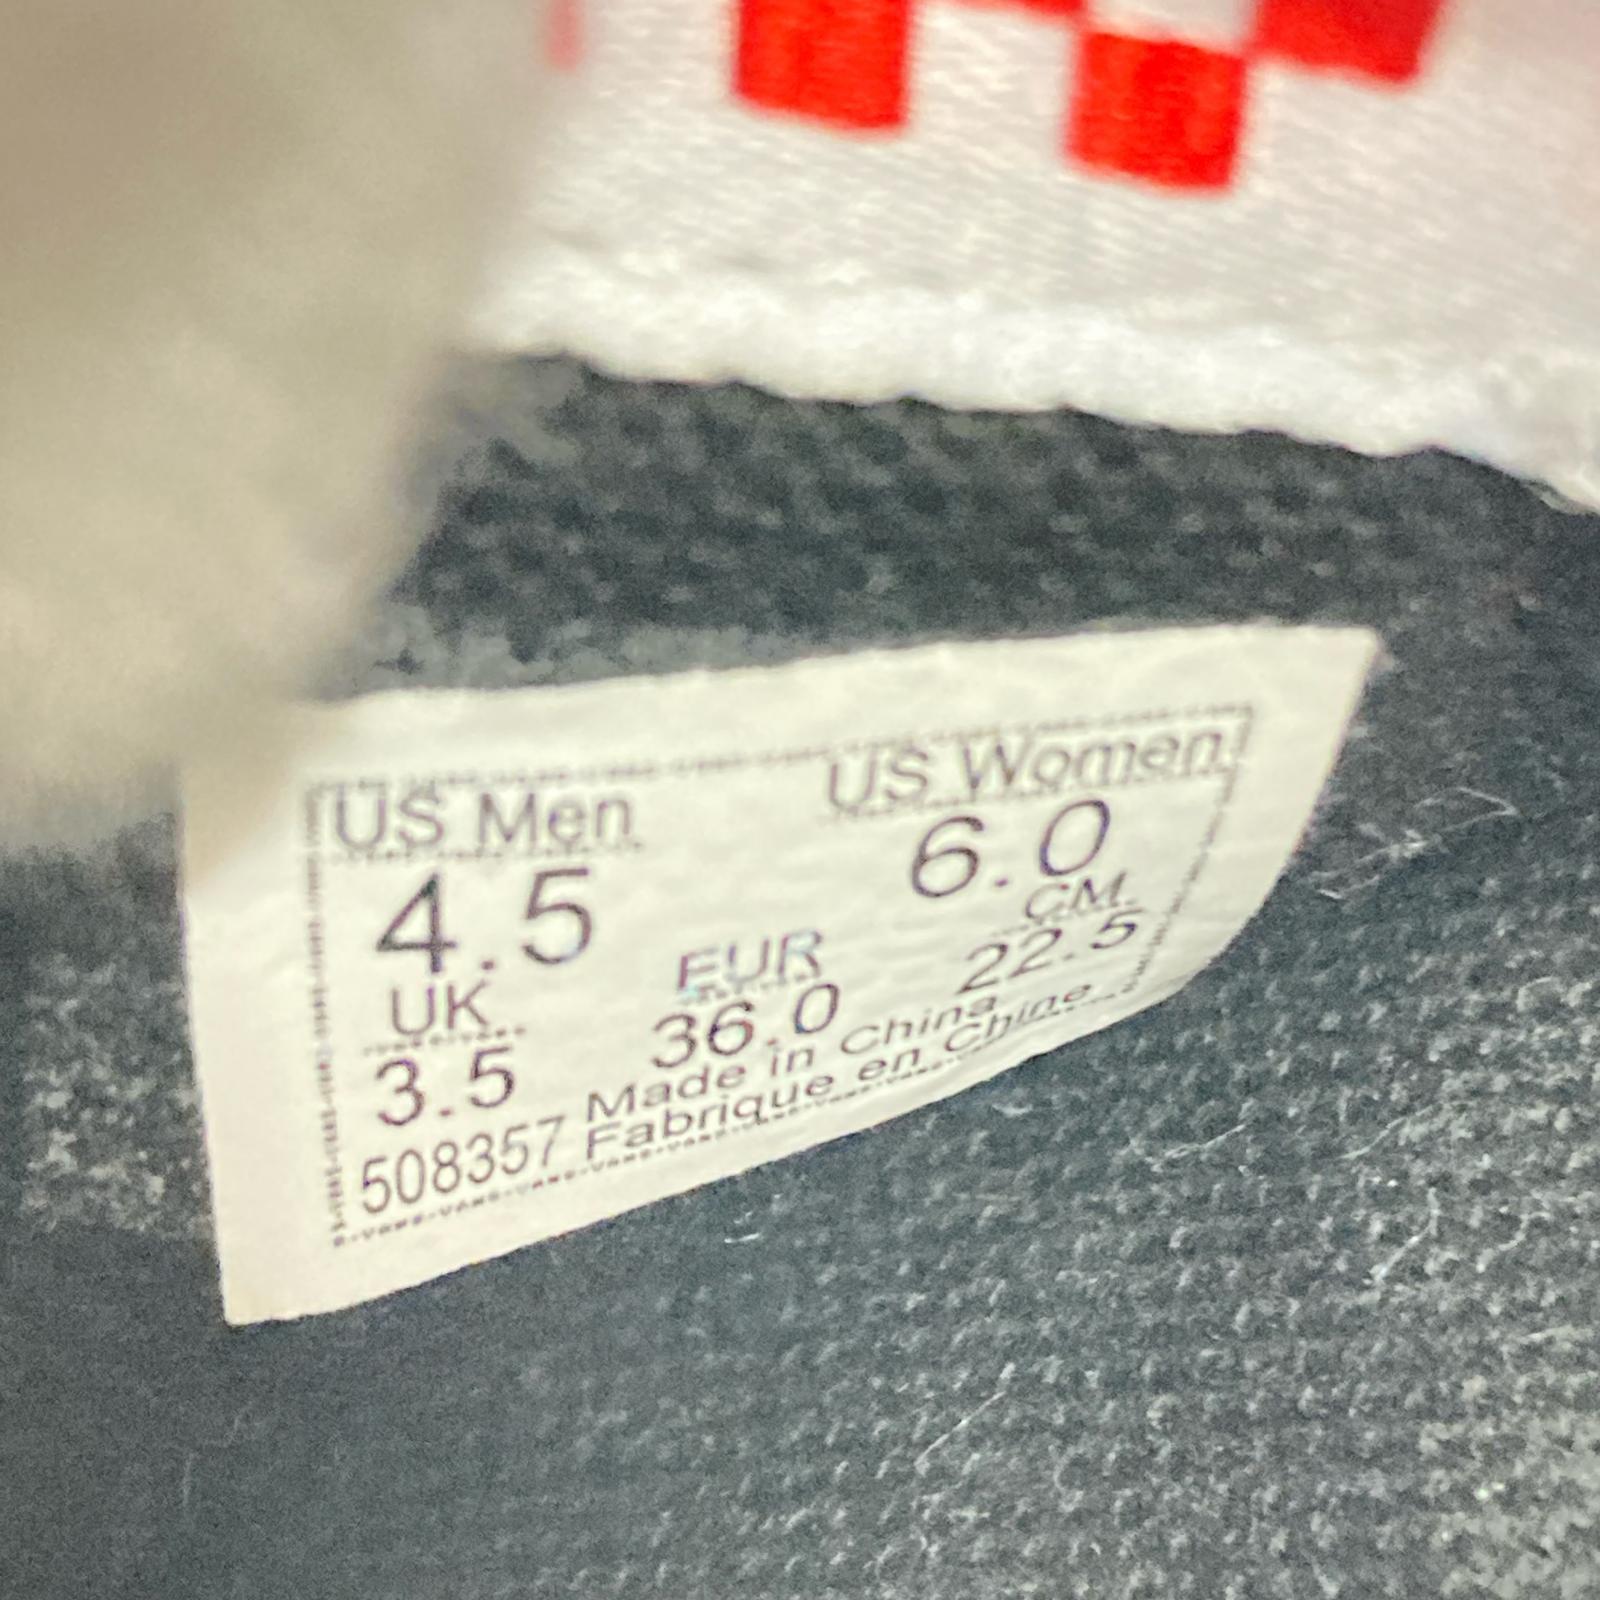 US Men US Women
4.5 6.0
UK EUR CM.
3.5 36.0 22.5
508357 Made in China
Fabrique en Chine